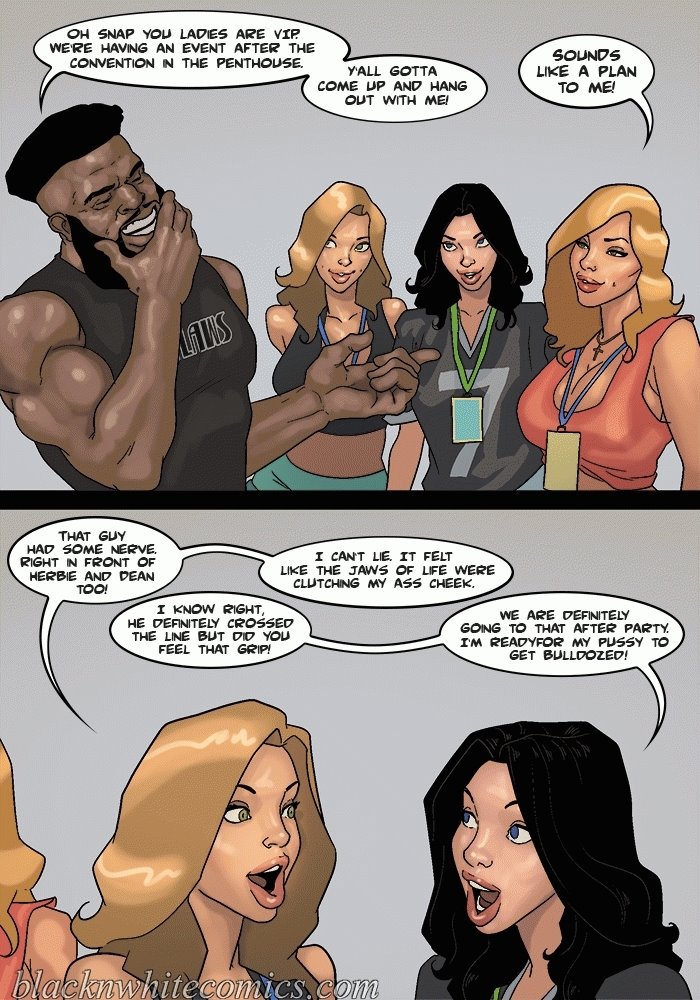 OH SNAP YOU LADIES ARE VIP.
WE'RE HAVING AN EVENT AFTER THE
CONVENTION IN THE PENTHOUSE.
Y'ALL GOTTA
COME UP AND HANG
OUT WITH ME!
SOUNDS
LIKE A PLAN
TO ME!
LAWS
7
THAT GUY
HAD SOME NERVE.
RIGHT IN FRONT OF
HERBIE AND DEAN
TOO!
I CAN'T LIE. IT FELT
LIKE THE JAWS OF LIFE WERE
CLUTCHING MY ASS CHEEK.
I KNOW RIGHT,
HE DEFINITELY CROSSED
THE LINE BUT DID YOU
FEEL THAT GRIP!
WE ARE DEFINITELY
GOING TO THAT AFTER PARTY.
I'M READYFOR MY PUSSY TO
GET BULLDOZED!
blacknwhitecomics.com